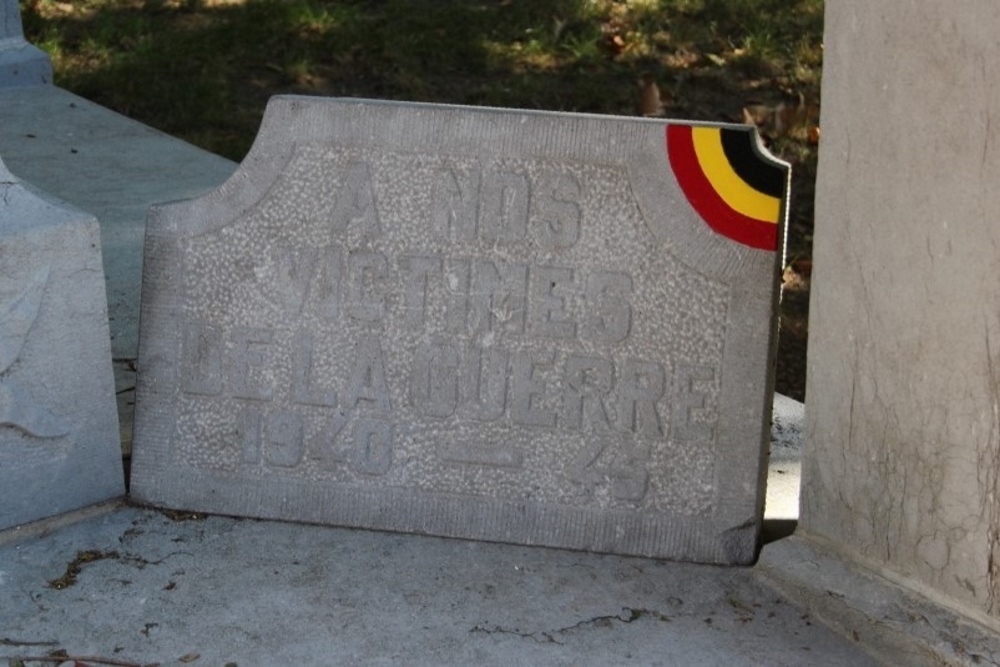 A NOS
VICTIMES
DE LA GUERRE
1940 — 45